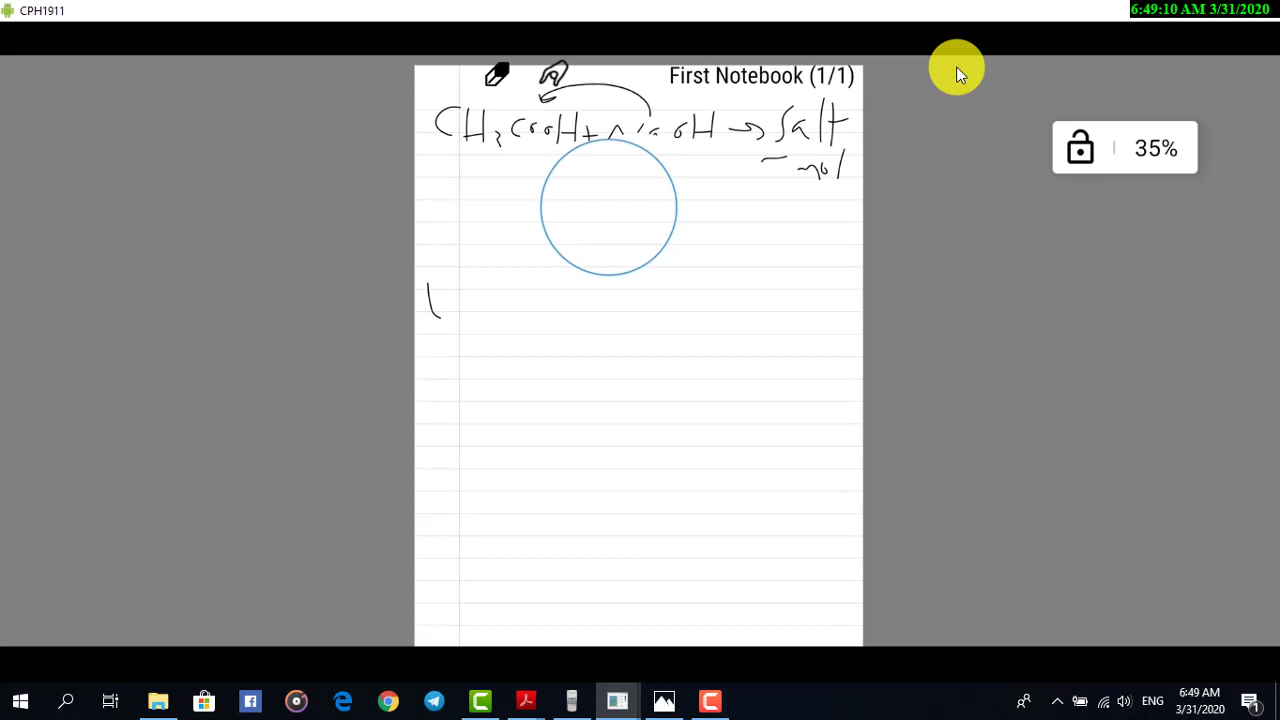 CPH1911
6:49:10 AM 3/31/2020
First Notebook (1/1)
CH3COOH + NaOH → Salt
mol
35%
ENG
6:49 AM
3/31/2020